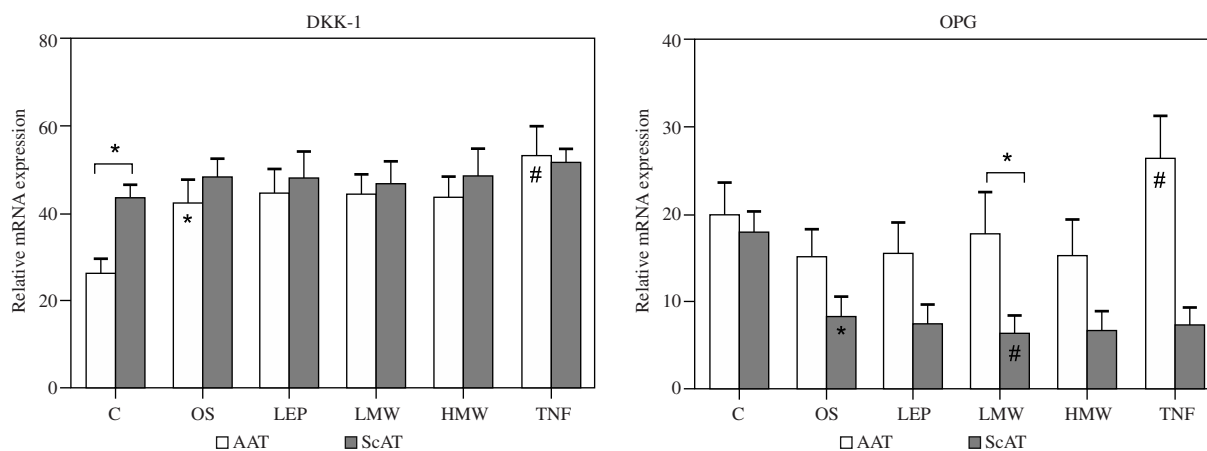 DKK-1
80
60
40
20
0
Relative mRNA expression
*
*
#
C OS LEP LMW HMW TNF
AAT ScAT
OPG
40
30
20
10
0
Relative mRNA expression
*
*
#
#
C OS LEP LMW HMW TNF
AAT ScAT